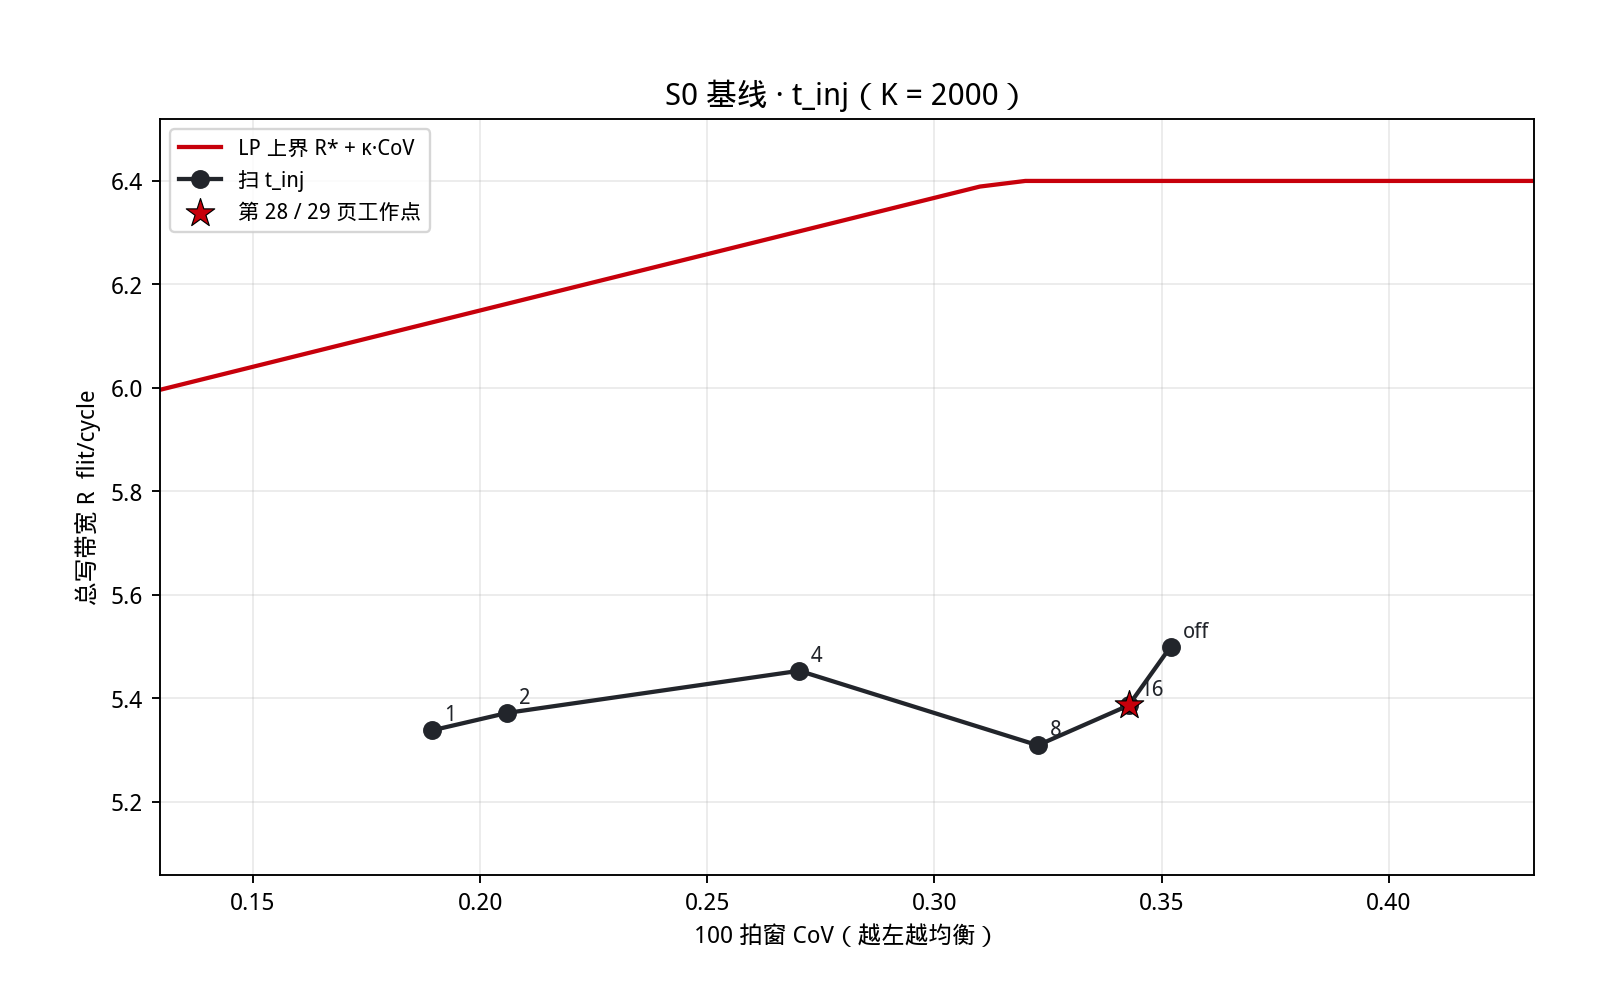 S0 基线 · t_inj（K = 2000）
LP 上界 R* + κ·CoV
扫 t_inj
第 28 / 29 页工作点
总写带宽 R flit/cycle
6.4
6.2
6.0
5.8
5.6
5.4
5.2
1
2
4
8
16
off
0.15
0.20
0.25
0.30
0.35
0.40
100 拍窗 CoV（越左越均衡）